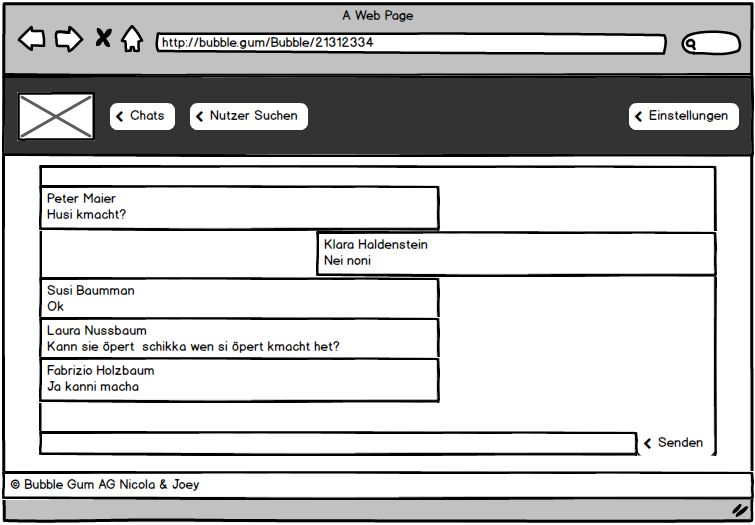 A Web Page
http://bubble.gum/Bubble/21312334
Chats
Nutzer Suchen
Einstellungen
Peter Maier
Husi kmacht?
Klara Haldenstein
Nei noni
Susi Baumman
Ok
Laura Nussbaum
Kann sie öpert schikka wen si öpert kmacht het?
Fabrizio Holzbaum
Ja kanni macha
Senden
© Bubble Gum AG Nicola & Joey